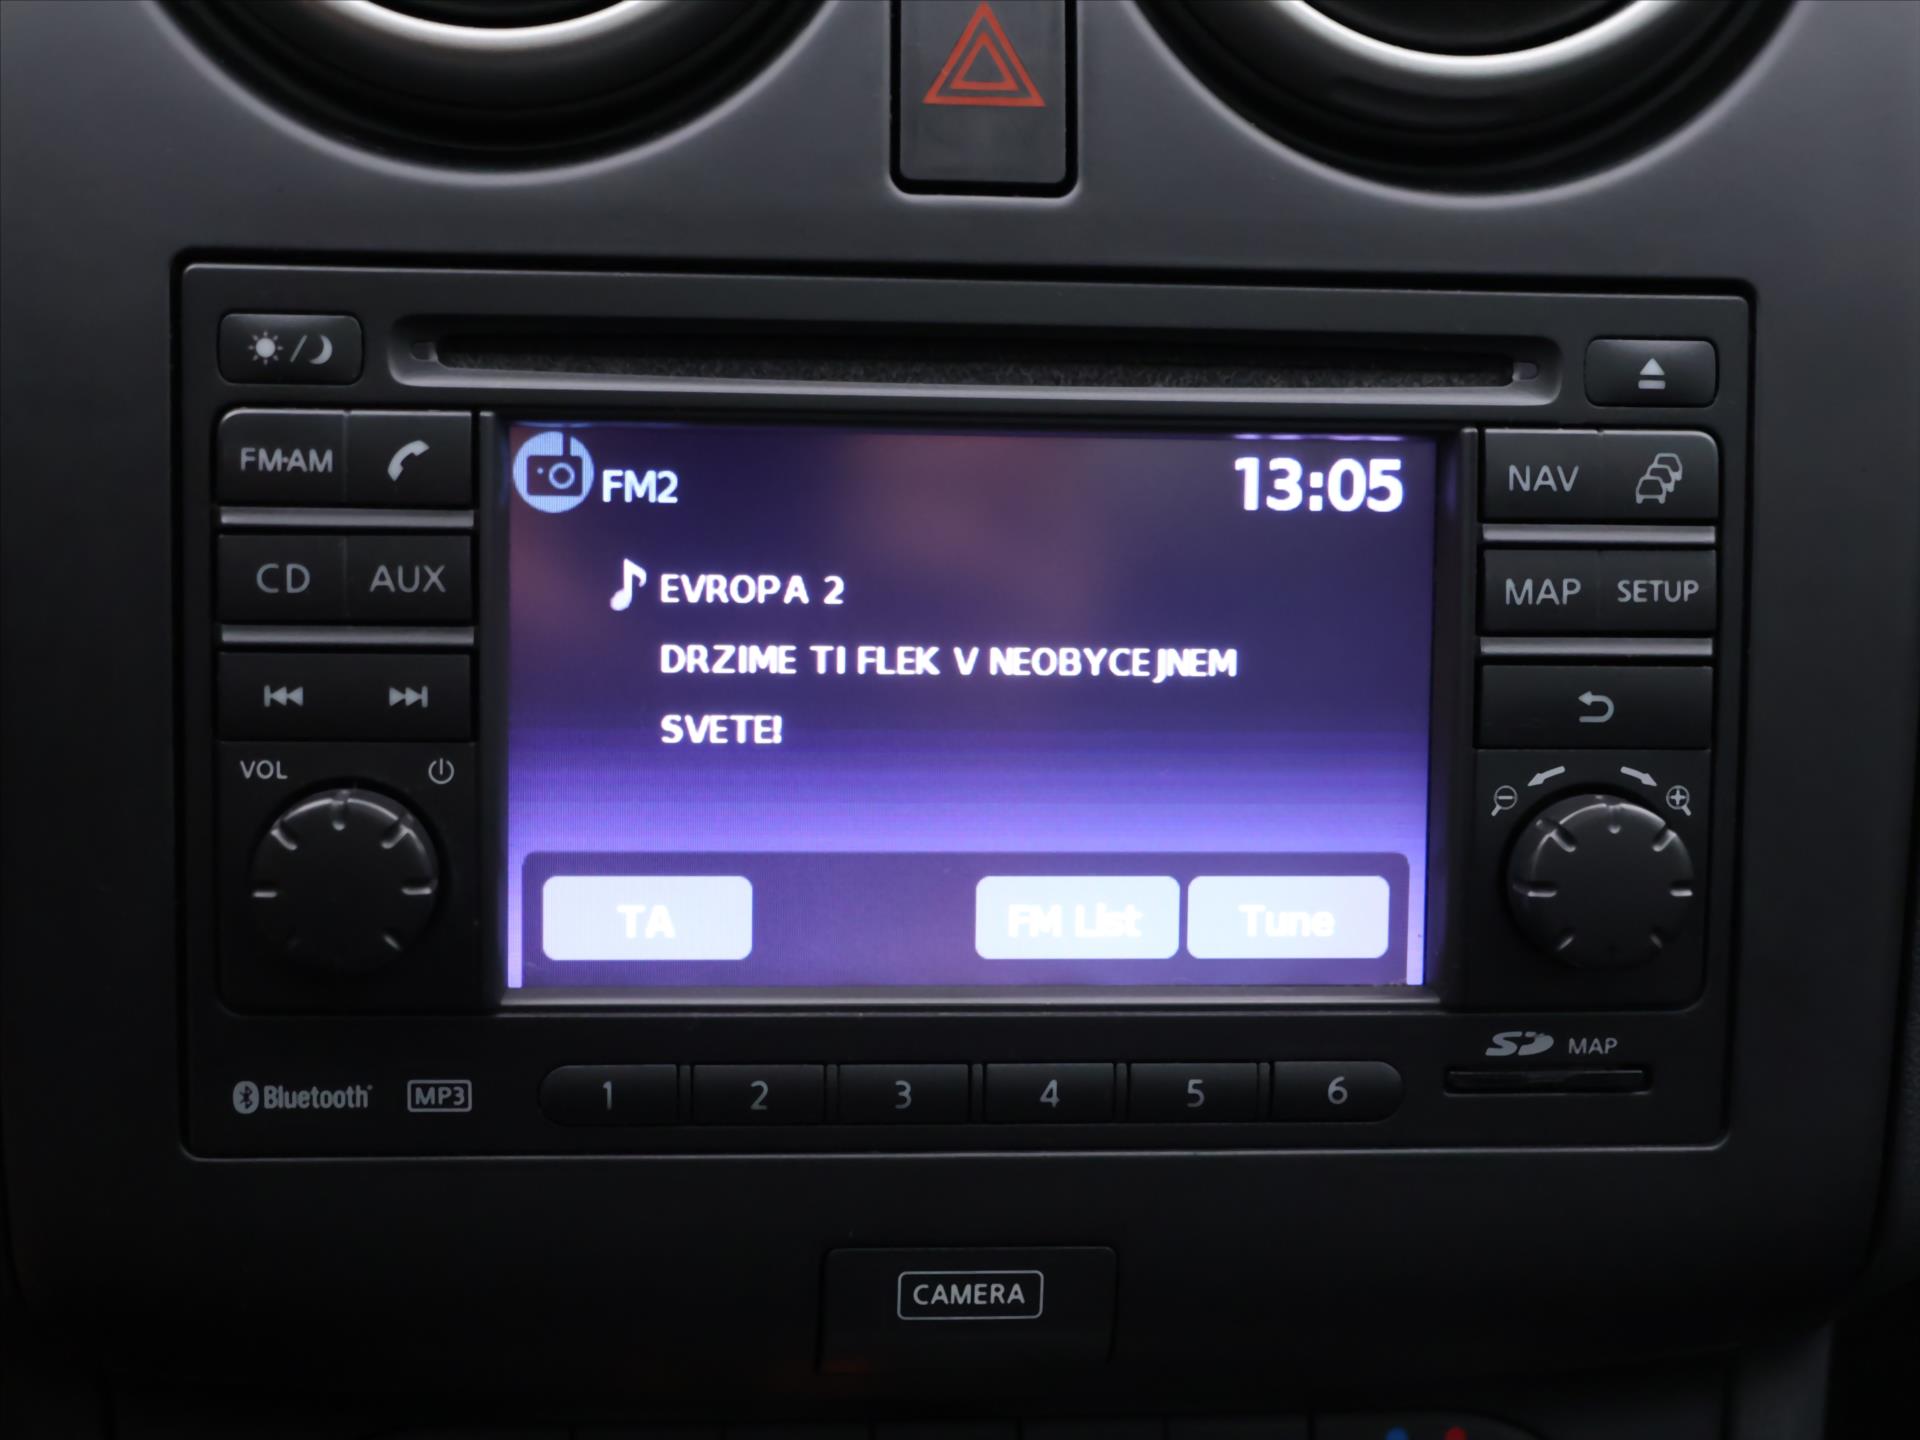 FM·AM
CD AUX
VOL
FM2
13:05
EVROPA 2
DRZIME TI FLEK V NEOBYCEJNEM
SVETE!
TA FM List Tune
NAV
MAP SETUP
SD MAP
Bluetooth MP3
1 2 3 4 5 6
CAMERA